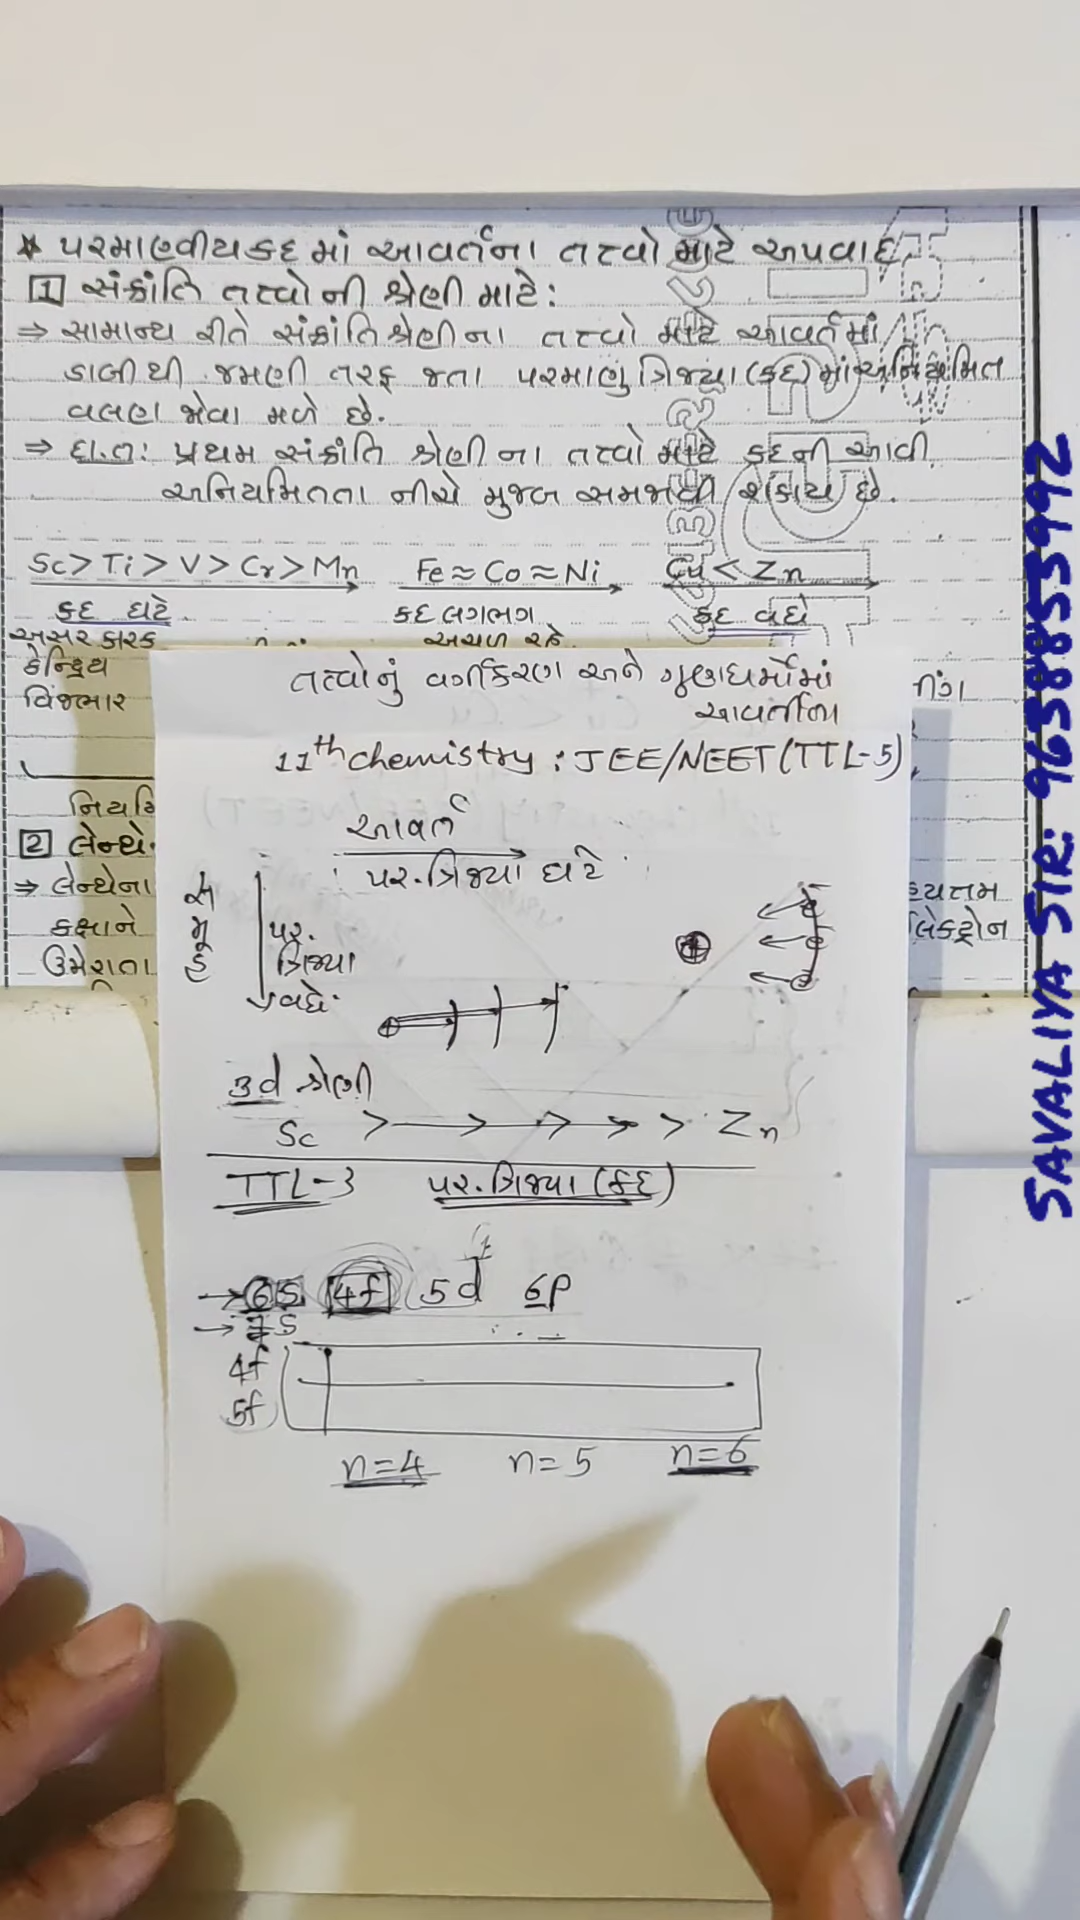 * પરમાણ્વીયકદ માં આવર્તના તત્વો માટે અપવાદ
1 સંક્રાંતિ તત્વોની શ્રેણી માટે:
⇒ સામાન્ય રીતે સંક્રાંતિશ્રેણીના તત્વો માટે આવર્તમાં
ડાબીથી જમણી તરફ જતા પરમાણુ ત્રિજ્યા (કદ) માં અનિયમિત
વલણ જોવા મળે છે.
⇒ દા.ત: પ્રથમ સંક્રાંતિ શ્રેણીના તત્વો માટે કદની આવી
અનિયમિતતા નીચે મુજબ સમજાવી શકાય છે.
Sc > Ti > V > Cr > Mn Fe ≈ Co ≈ Ni Cu < Zn
કદ ઘટે કદ લગભગ કદ વધે
અસરકારક અચળ રહે
કેન્દ્રિય
વિજભાર
તત્વોનું વર્ગીકરણ અને ગુણધર્મોમાં
આવર્તીતા
11th chemistry : JEE/NEET (TTL-5)
નિયમિ
આવર્ત
2 લેન્થે
પર.ત્રિજ્યા ઘટે
⇒ લેન્થેના
કક્ષાને
ઉમેરાતા
સમૂહ
પર.
ત્રિજ્યા
વધે
લેક્ટ્રોન
3d શ્રેણી
Sc > > > > > Zn
TTL-3 પર.ત્રિજ્યા (કદ)
→ 6s 4f 5d 6p
→ 7s
4f
5f
n=4 n=5 n=6
SAVALIYA SIR: 9638855992